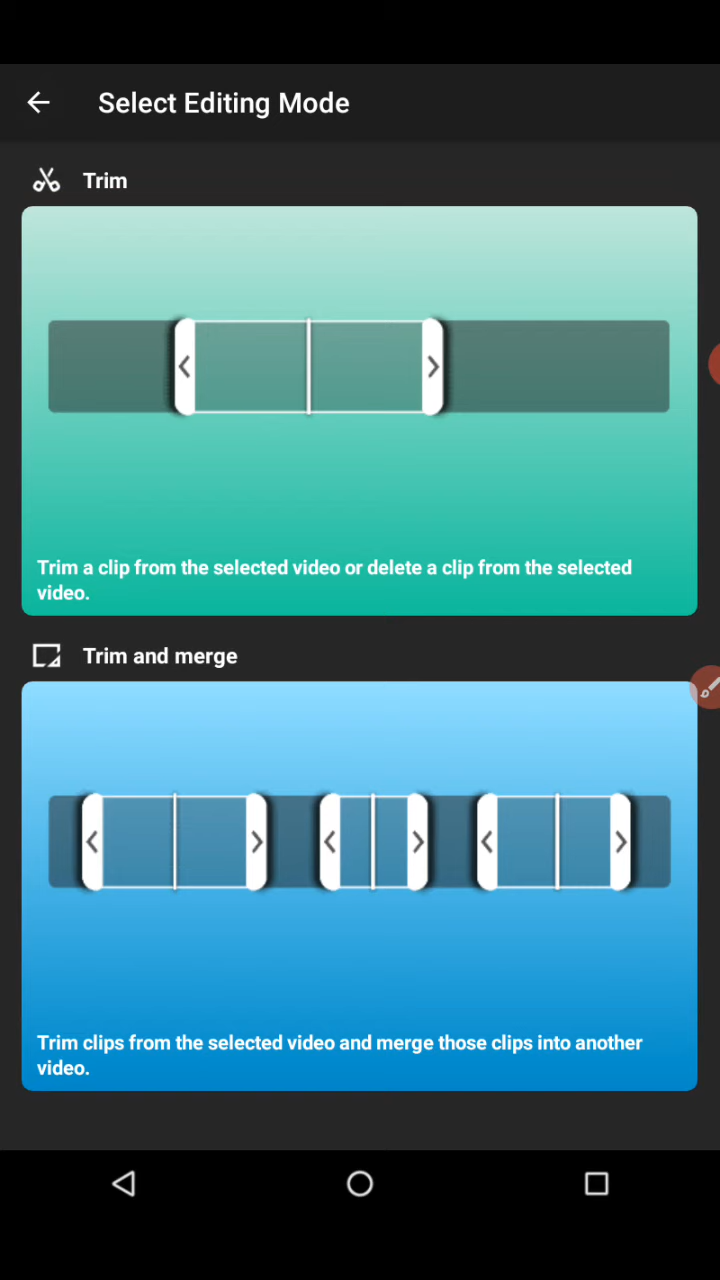 Select Editing Mode
Trim
Trim a clip from the selected video or delete a clip from the selected
video.
Trim and merge
Trim clips from the selected video and merge those clips into another
video.